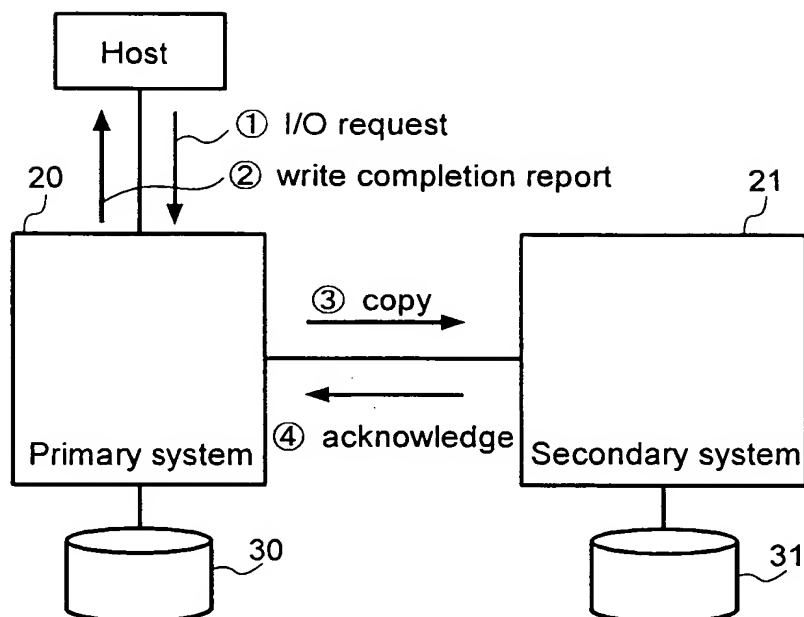 Host
① I/O request
② write completion report
20
21
③ copy
④ acknowledge
Primary system
Secondary system
30
31